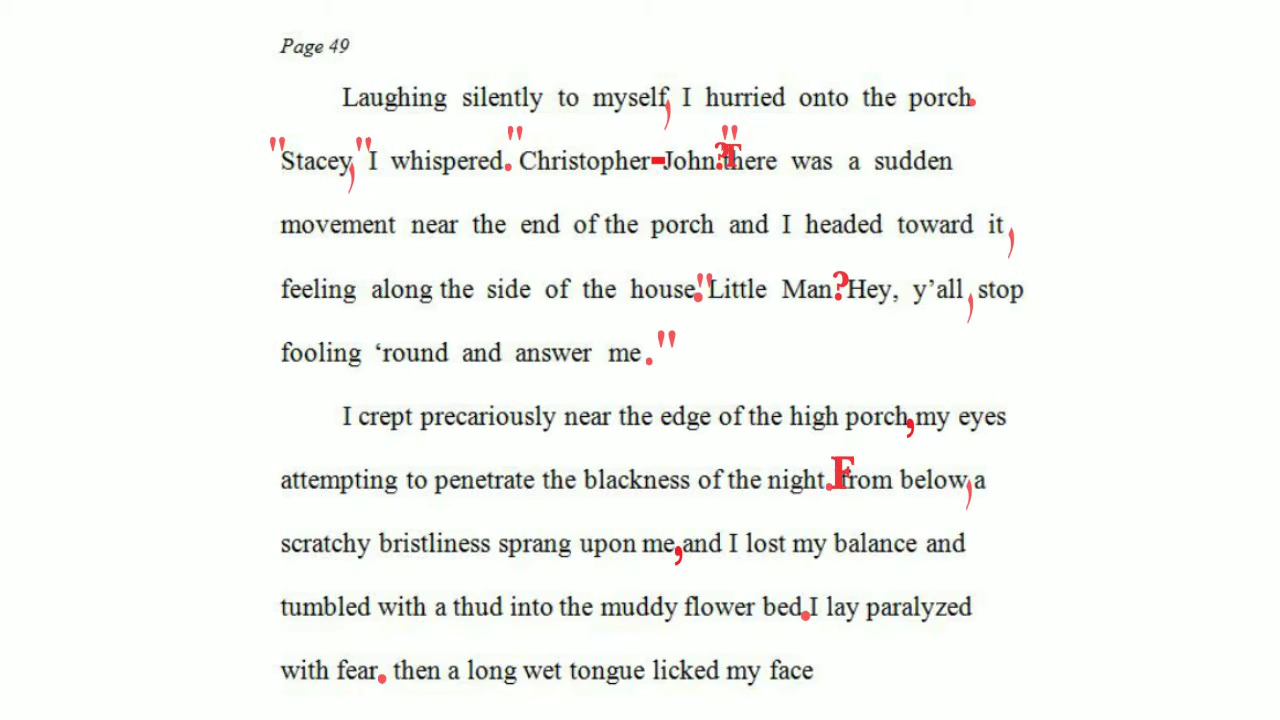 Page 49
Laughing silently to myself, I hurried onto the porch.
"Stacey," I whispered. "Christopher-John?" There was a sudden
movement near the end of the porch and I headed toward it,
feeling along the side of the house. "Little Man? Hey, y’all, stop
fooling ‘round and answer me."
I crept precariously near the edge of the high porch, my eyes
attempting to penetrate the blackness of the night. From below, a
scratchy bristliness sprang upon me, and I lost my balance and
tumbled with a thud into the muddy flower bed. I lay paralyzed
with fear. then a long wet tongue licked my face